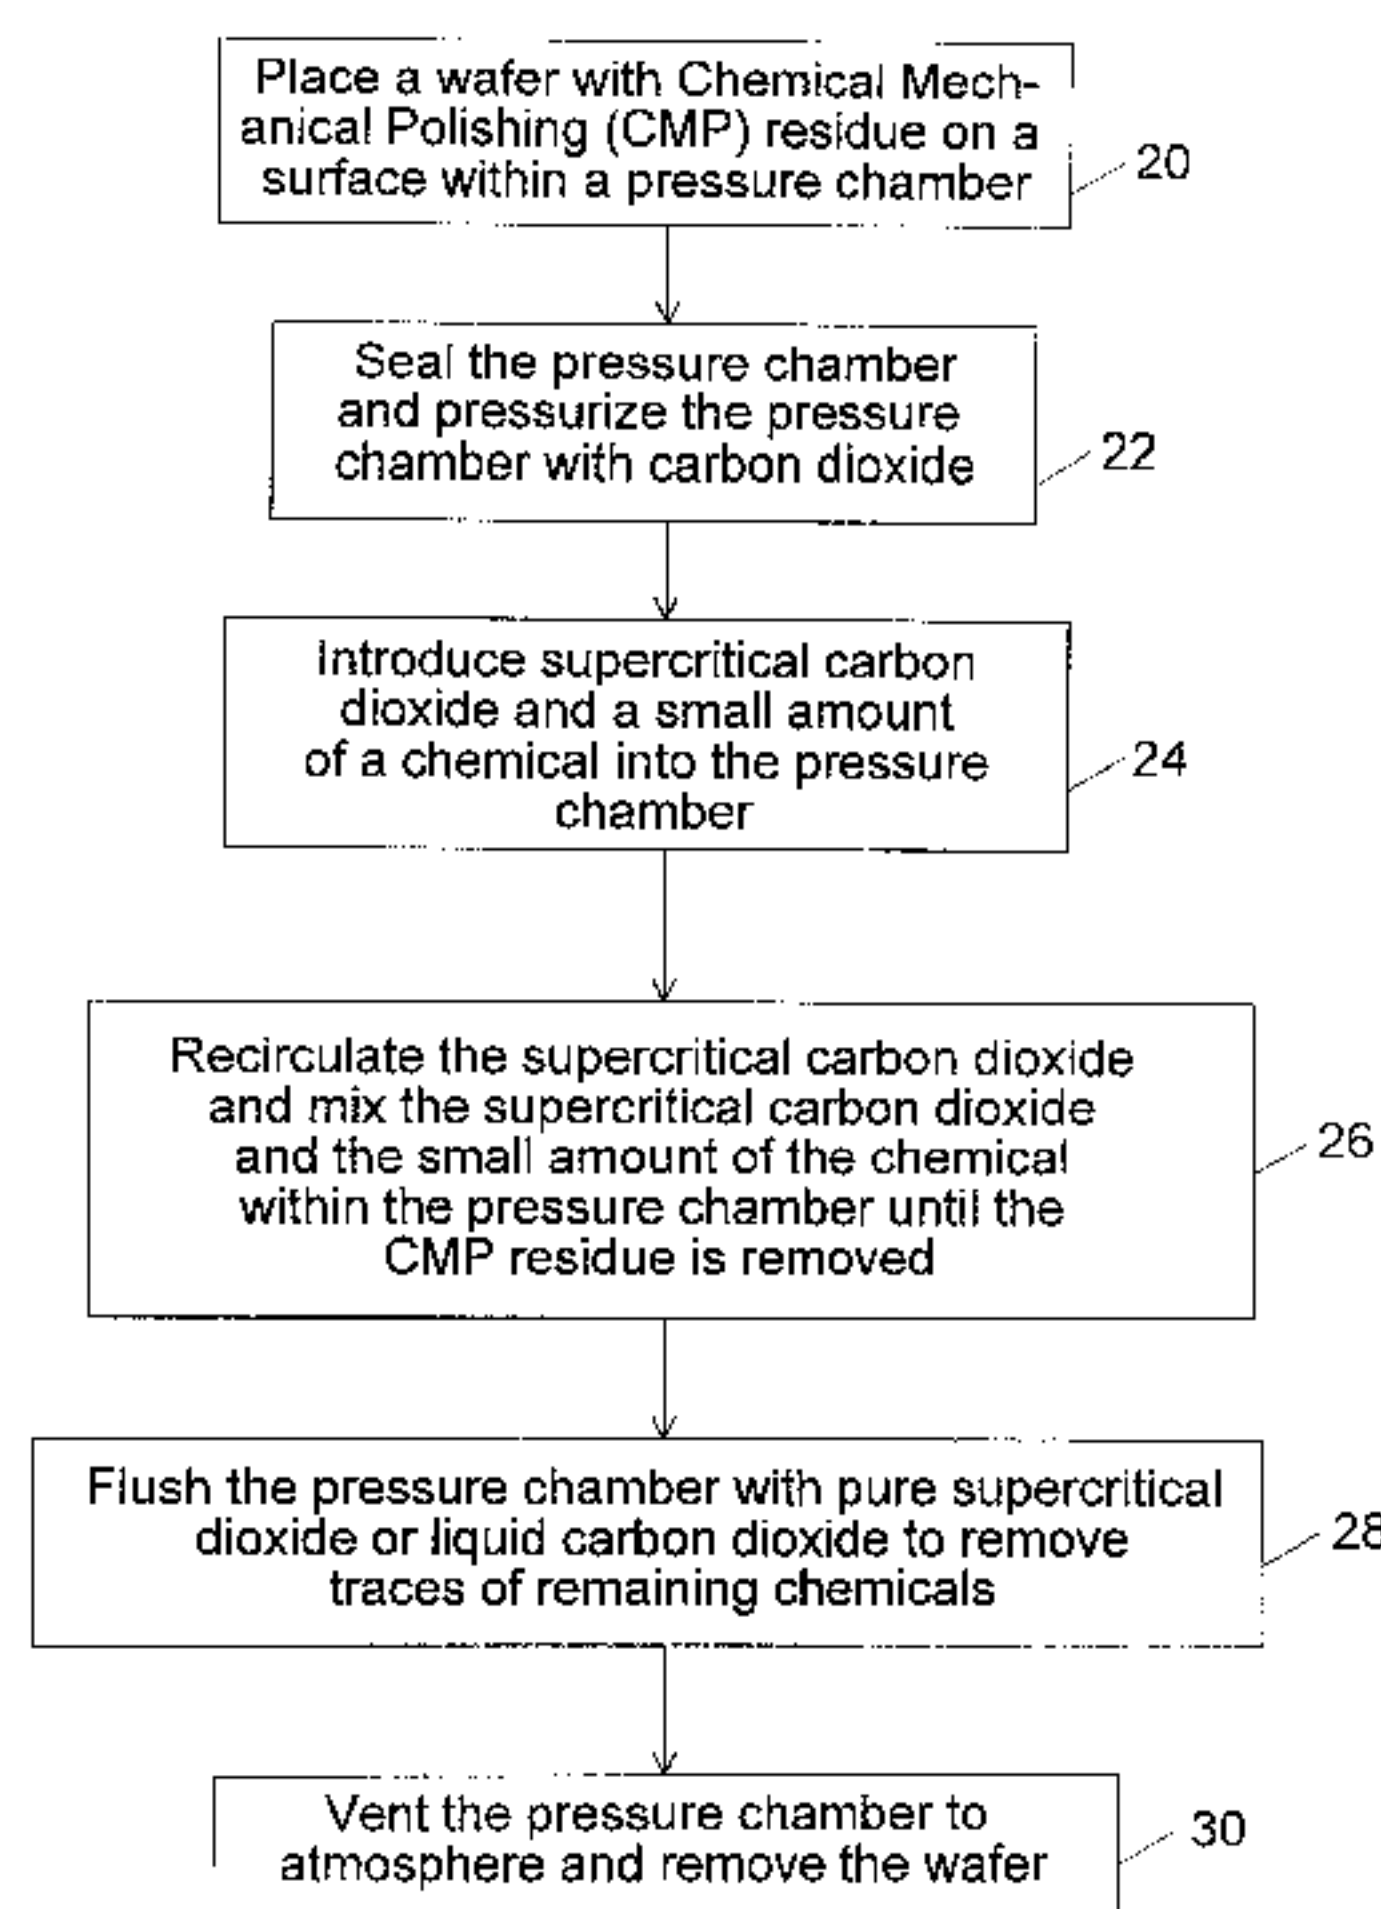 Place a wafer with Chemical Mech-
anical Polishing (CMP) residue on a
surface within a pressure chamber
20
Seal the pressure chamber
and pressurize the pressure
chamber with carbon dioxide
22
Introduce supercritical carbon
dioxide and a small amount
of a chemical into the pressure
chamber
24
Recirculate the supercritical carbon dioxide
and mix the supercritical carbon dioxide
and the small amount of the chemical
within the pressure chamber until the
CMP residue is removed
26
Flush the pressure chamber with pure supercritical
dioxide or liquid carbon dioxide to remove
traces of remaining chemicals
28
Vent the pressure chamber to
atmosphere and remove the wafer
30